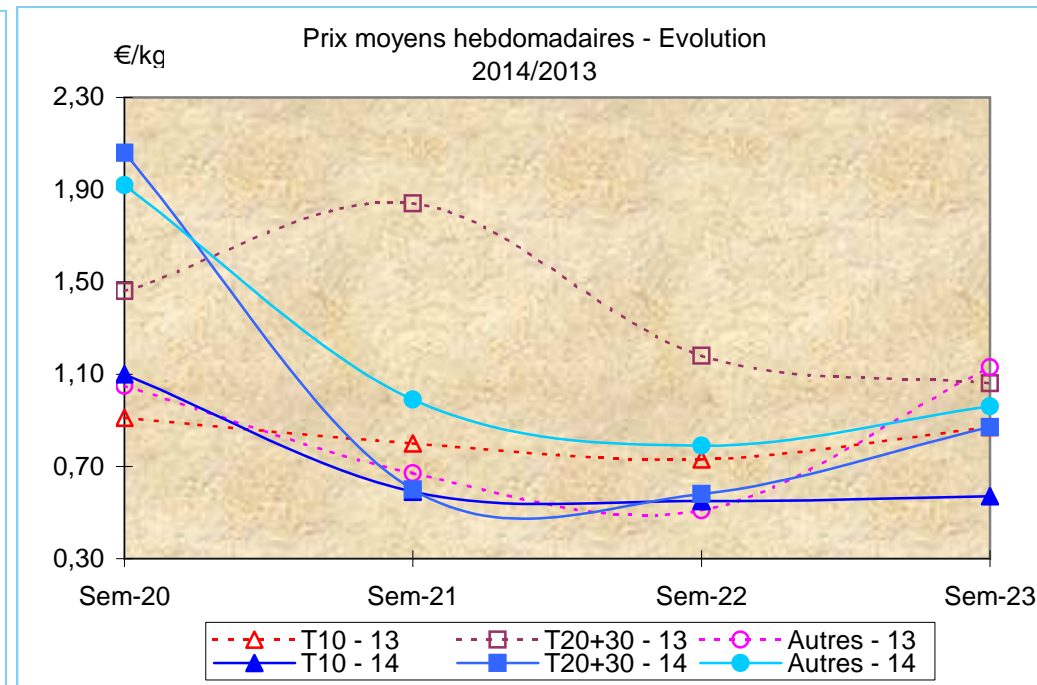 Prix moyens hebdomadaires - Evolution
2014/2013
€/kg
2,30
1,90
1,50
1,10
0,70
0,30
Sem-20 Sem-21 Sem-22 Sem-23
T10 - 13 T20+30 - 13 Autres - 13
T10 - 14 T20+30 - 14 Autres - 14